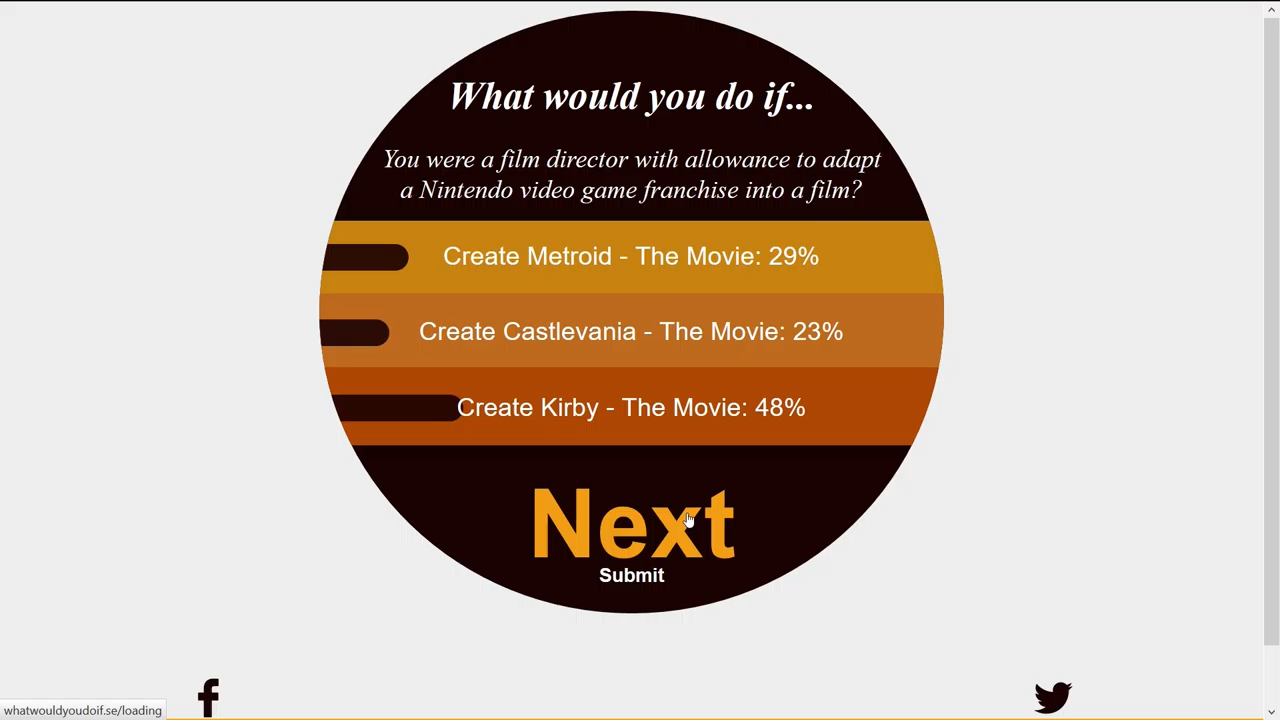 What would you do if...
You were a film director with allowance to adapt
a Nintendo video game franchise into a film?
Create Metroid - The Movie: 29%
Create Castlevania - The Movie: 23%
Create Kirby - The Movie: 48%
Next
Submit
whatwouldyoudoif.se/loading